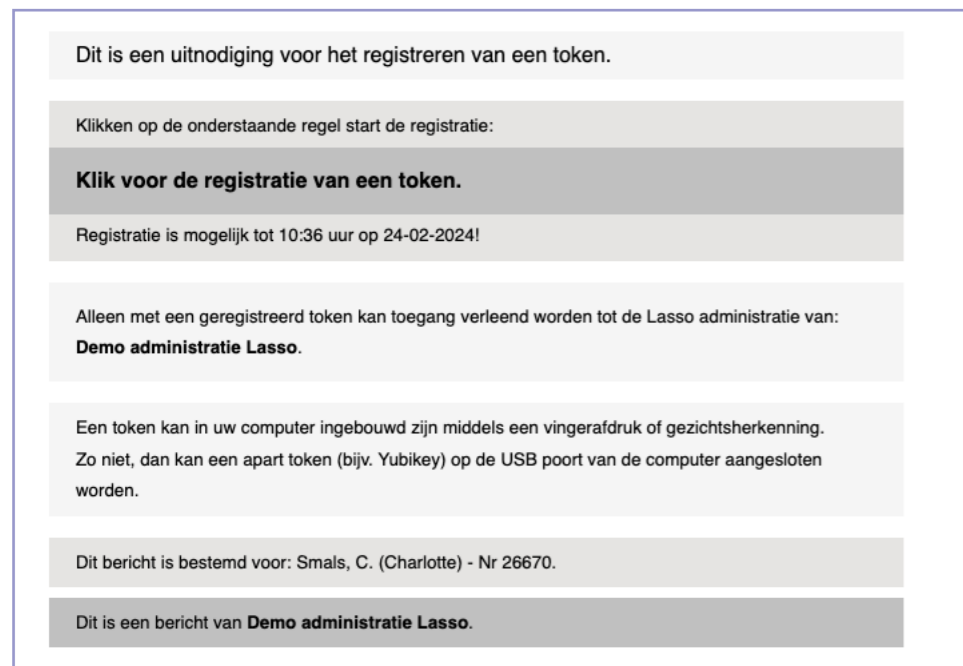 Dit is een uitnodiging voor het registreren van een token.
Klikken op de onderstaande regel start de registratie:
Klik voor de registratie van een token.
Registratie is mogelijk tot 10:36 uur op 24-02-2024!
Alleen met een geregistreerd token kan toegang verleend worden tot de Lasso administratie van:
Demo administratie Lasso.
Een token kan in uw computer ingebouwd zijn middels een vingerafdruk of gezichtsherkenning.
Zo niet, dan kan een apart token (bijv. Yubikey) op de USB poort van de computer aangesloten
worden.
Dit bericht is bestemd voor: Smals, C. (Charlotte) - Nr 26670.
Dit is een bericht van Demo administratie Lasso.